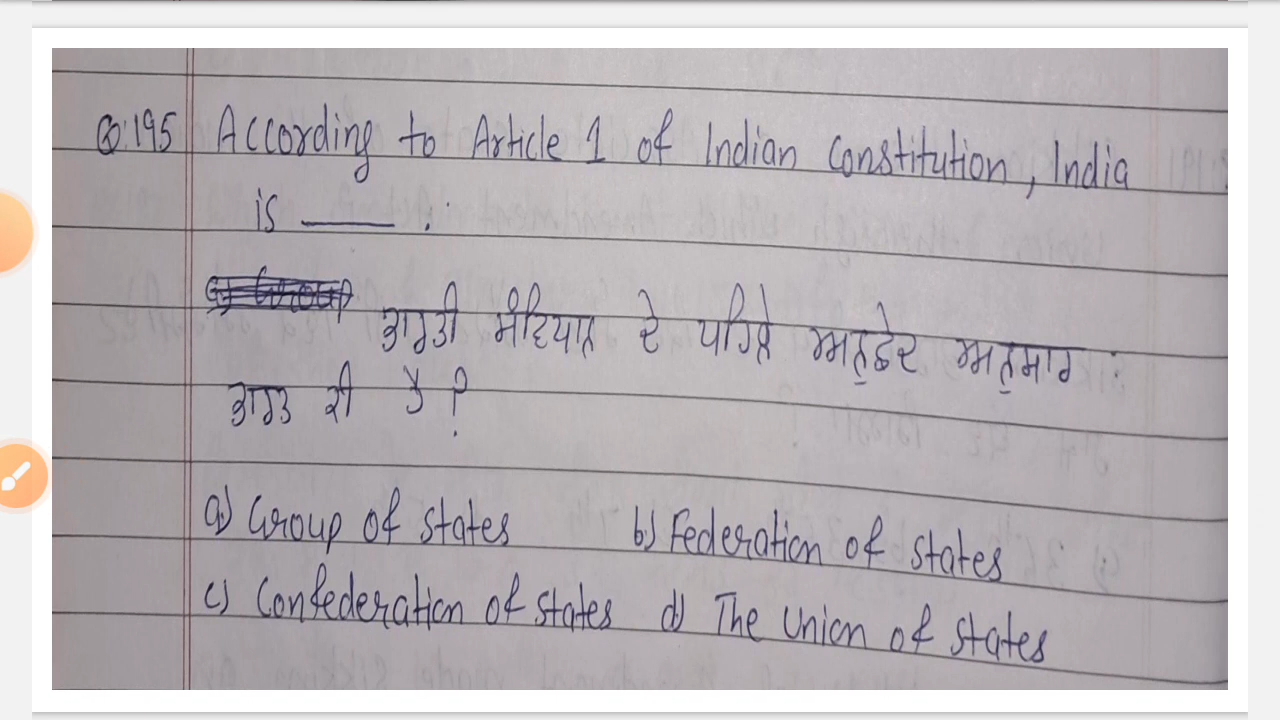 Q:195 According to Article 1 of Indian Constitution, India
is ____ .
ਭਾਰਤੀ ਸੰਵਿਧਾਨ ਦੇ ਪਹਿਲੇ ਅਨੁਛੇਦ ਅਨੁਸਾਰ
ਭਾਰਤ ਕੀ ਹੈ ?
a) Group of states b) Federation of states
c) Confederation of states d) The Union of states